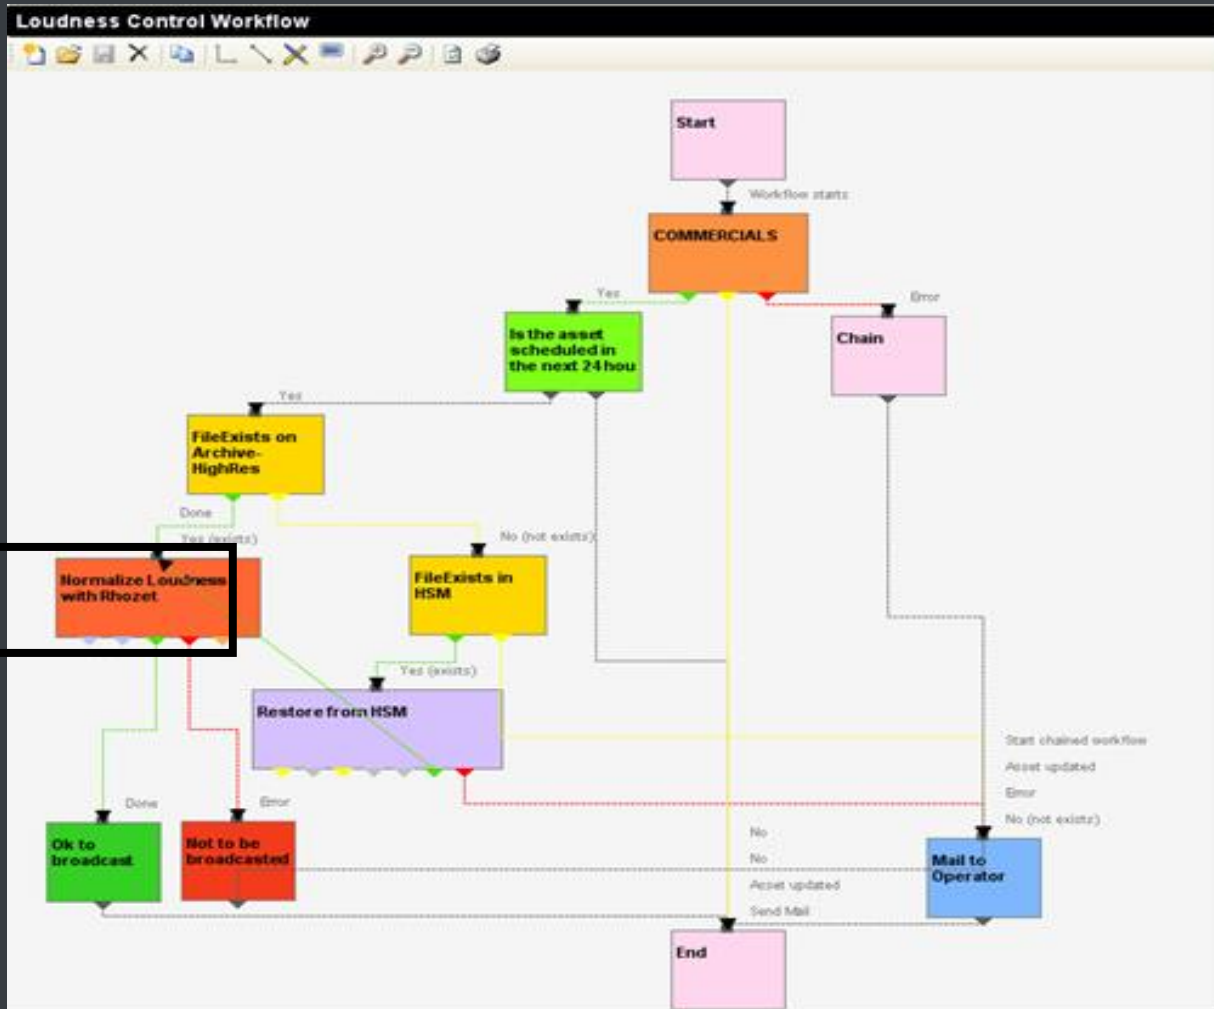 Loudness Control Workflow
Start
Workflow starts
COMMERCIALS
Yes
Error
Is the asset
scheduled in
the next 24 hou
Chain
Yes
FileExists on
Archive-
HighRes
Done
Yes (exists)
No (not exists)
Normalize Loudness
with Rhozet
FileExists in
HSM
Yes (exists)
Restore from HSM
Start chained workflow
Asset updated
Error
No (not exists)
Done
Error
Ok to
broadcast
Not to be
broadcasted
No
No
Asset updated
Send Mail
Mail to
Operator
End